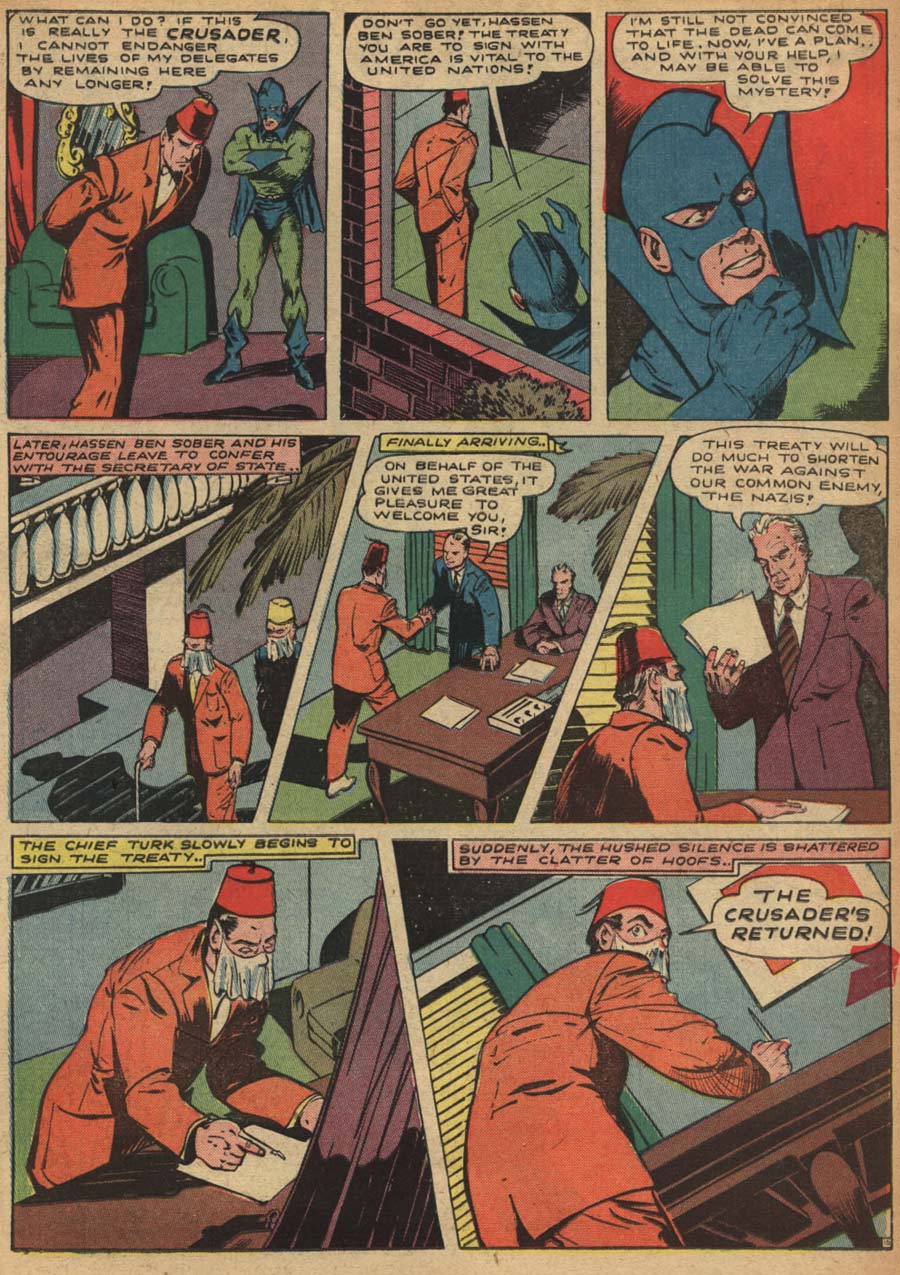 WHAT CAN I DO? IF THIS
IS REALLY THE CRUSADER,
I CANNOT ENDANGER
THE LIVES OF MY DELEGATES
BY REMAINING HERE
ANY LONGER!
DON'T GO YET, HASSEN
BEN SOBER! THE TREATY
YOU ARE TO SIGN WITH
AMERICA IS VITAL TO THE
UNITED NATIONS!
I'M STILL NOT CONVINCED
THAT THE DEAD CAN COME
TO LIFE. NOW, I'VE A PLAN..
AND WITH YOUR HELP, I
MAY BE ABLE TO
SOLVE THIS
MYSTERY!
LATER, HASSEN BEN SOBER AND HIS
ENTOURAGE LEAVE TO CONFER
WITH THE SECRETARY OF STATE..
FINALLY ARRIVING..
ON BEHALF OF THE
UNITED STATES, IT
GIVES ME GREAT
PLEASURE TO
WELCOME YOU,
SIR!
THIS TREATY WILL
DO MUCH TO SHORTEN
THE WAR AGAINST
OUR COMMON ENEMY,
THE NAZIS!
THE CHIEF TURK SLOWLY BEGINS TO
SIGN THE TREATY..
SUDDENLY, THE HUSHED SILENCE IS SHATTERED
BY THE CLATTER OF HOOFS..
THE
CRUSADER'S
RETURNED!